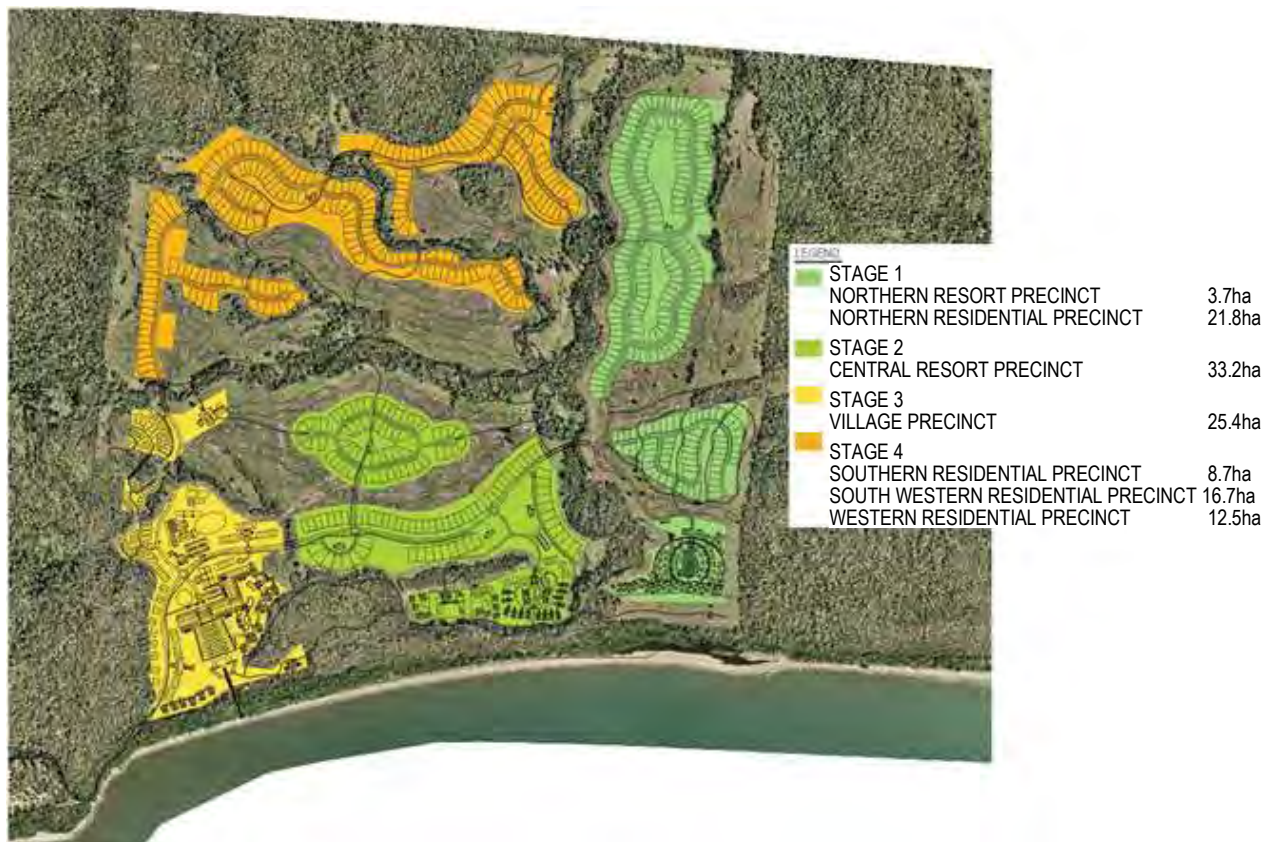 LEGEND
STAGE 1
NORTHERN RESORT PRECINCT 3.7ha
NORTHERN RESIDENTIAL PRECINCT 21.8ha
STAGE 2
CENTRAL RESORT PRECINCT 33.2ha
STAGE 3
VILLAGE PRECINCT 25.4ha
STAGE 4
SOUTHERN RESIDENTIAL PRECINCT 8.7ha
SOUTH WESTERN RESIDENTIAL PRECINCT 16.7ha
WESTERN RESIDENTIAL PRECINCT 12.5ha